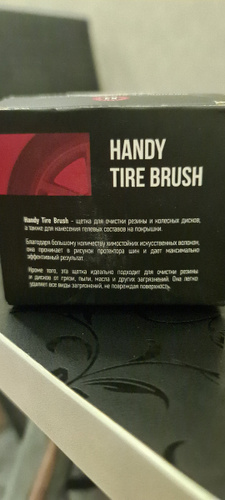 HANDY
TIRE BRUSH
Handy Tire Brush - щетка для очистки резины и колесных дисков,
а также для нанесения гелевых составов на покрышки.
Благодаря большому количеству износостойких искусственных волокон,
она проникает в рисунок протектора шин и дает максимально
эффективный результат.
Кроме того, эта щетка идеально подходит для очистки резины
и дисков от грязи, пыли, масла и других загрязнений. Она легко
удаляет все виды загрязнений, не повреждая поверхность.